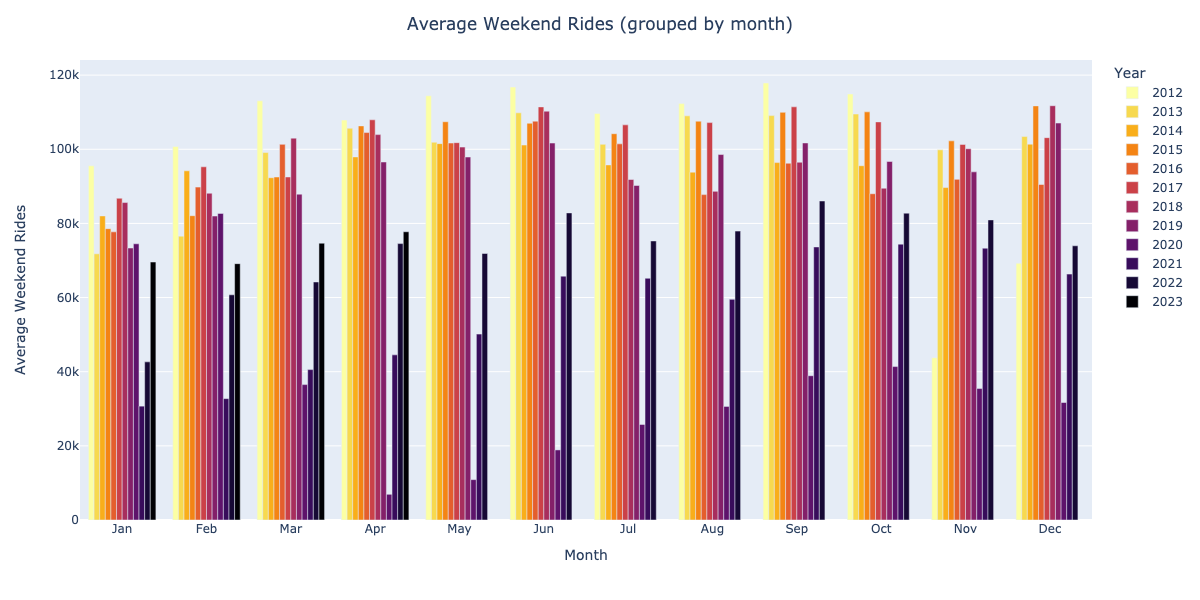 Average Weekend Rides (grouped by month)
Average Weekend Rides
120k
100k
80k
60k
40k
20k
0
Jan Feb Mar Apr May Jun Jul Aug Sep Oct Nov Dec
Month
Year
2012
2013
2014
2015
2016
2017
2018
2019
2020
2021
2022
2023